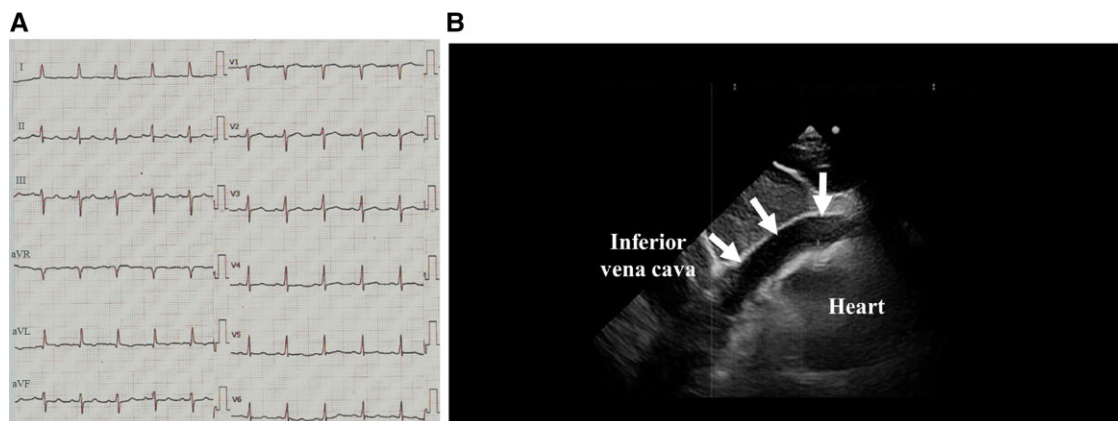 A
B
I
II
III
aVR
aVL
aVF
V1
V2
V3
V4
V5
V6
Inferior
vena cava
Heart